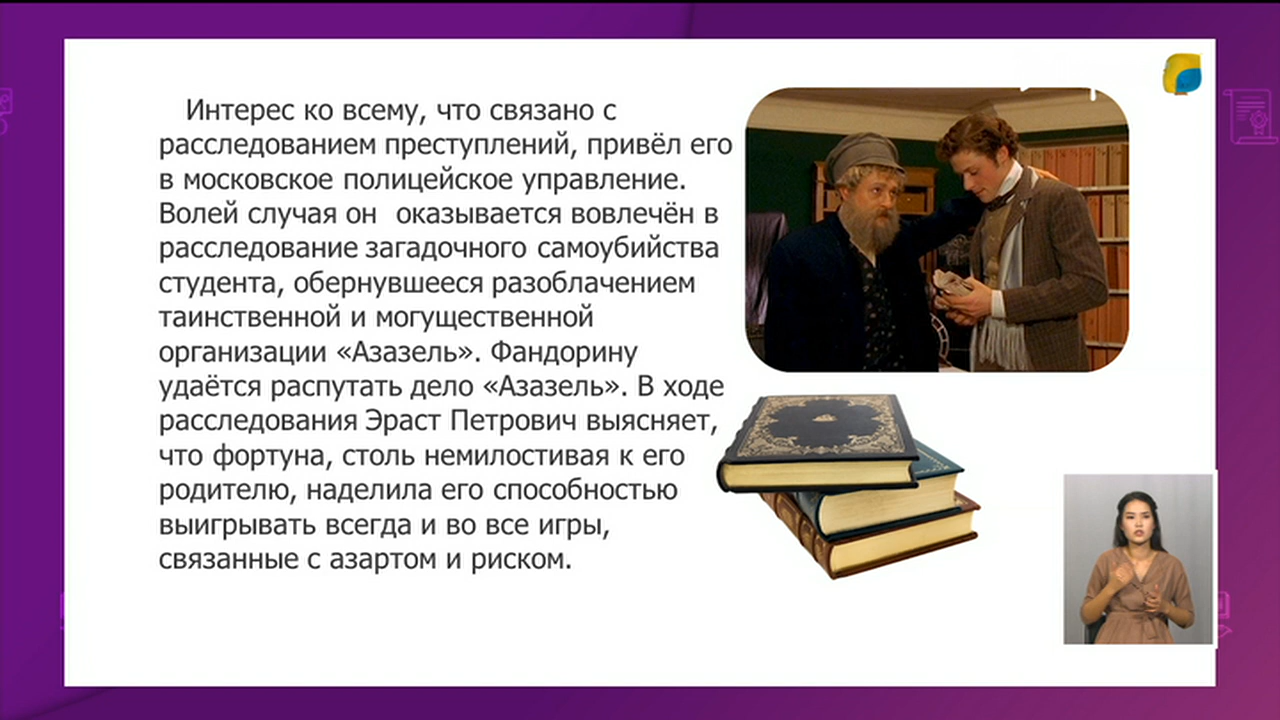 Интерес ко всему, что связано с
расследованием преступлений, привёл его
в московское полицейское управление.
Волей случая он оказывается вовлечён в
расследование загадочного самоубийства
студента, обернувшееся разоблачением
таинственной и могущественной
организации «Азазель». Фандорину
удаётся распутать дело «Азазель». В ходе
расследования Эраст Петрович выясняет,
что фортуна, столь немилостивая к его
родителю, наделила его способностью
выигрывать всегда и во все игры,
связанные с азартом и риском.